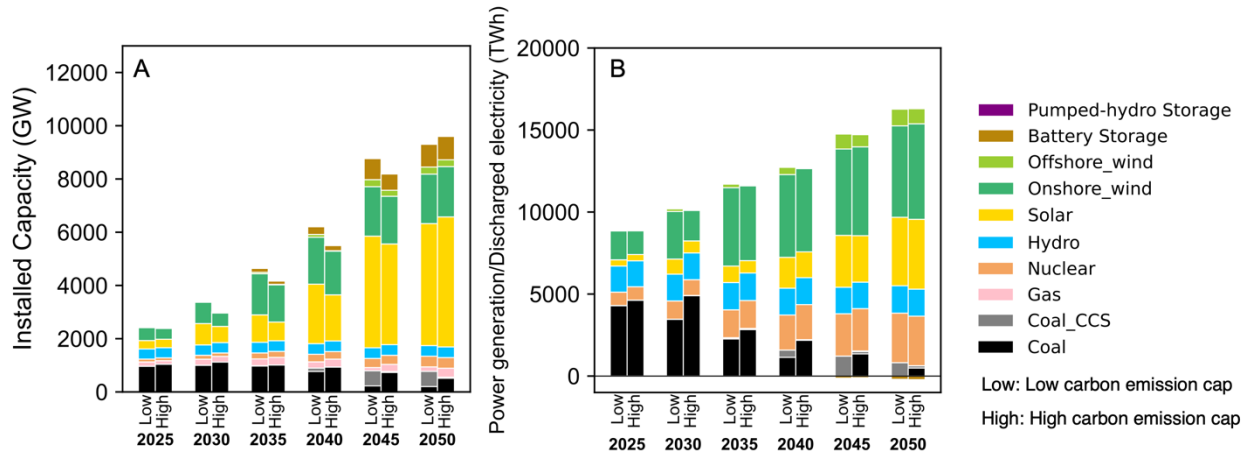 A
Installed Capacity (GW)
12000
10000
8000
6000
4000
2000
0
Low High Low High Low High Low High Low High Low High
2025 2030 2035 2040 2045 2050
B
Power generation/Discharged electricity (TWh)
20000
15000
10000
5000
0
Low High Low High Low High Low High Low High Low High
2025 2030 2035 2040 2045 2050
Pumped-hydro Storage
Battery Storage
Offshore_wind
Onshore_wind
Solar
Hydro
Nuclear
Gas
Coal_CCS
Coal
Low: Low carbon emission cap
High: High carbon emission cap